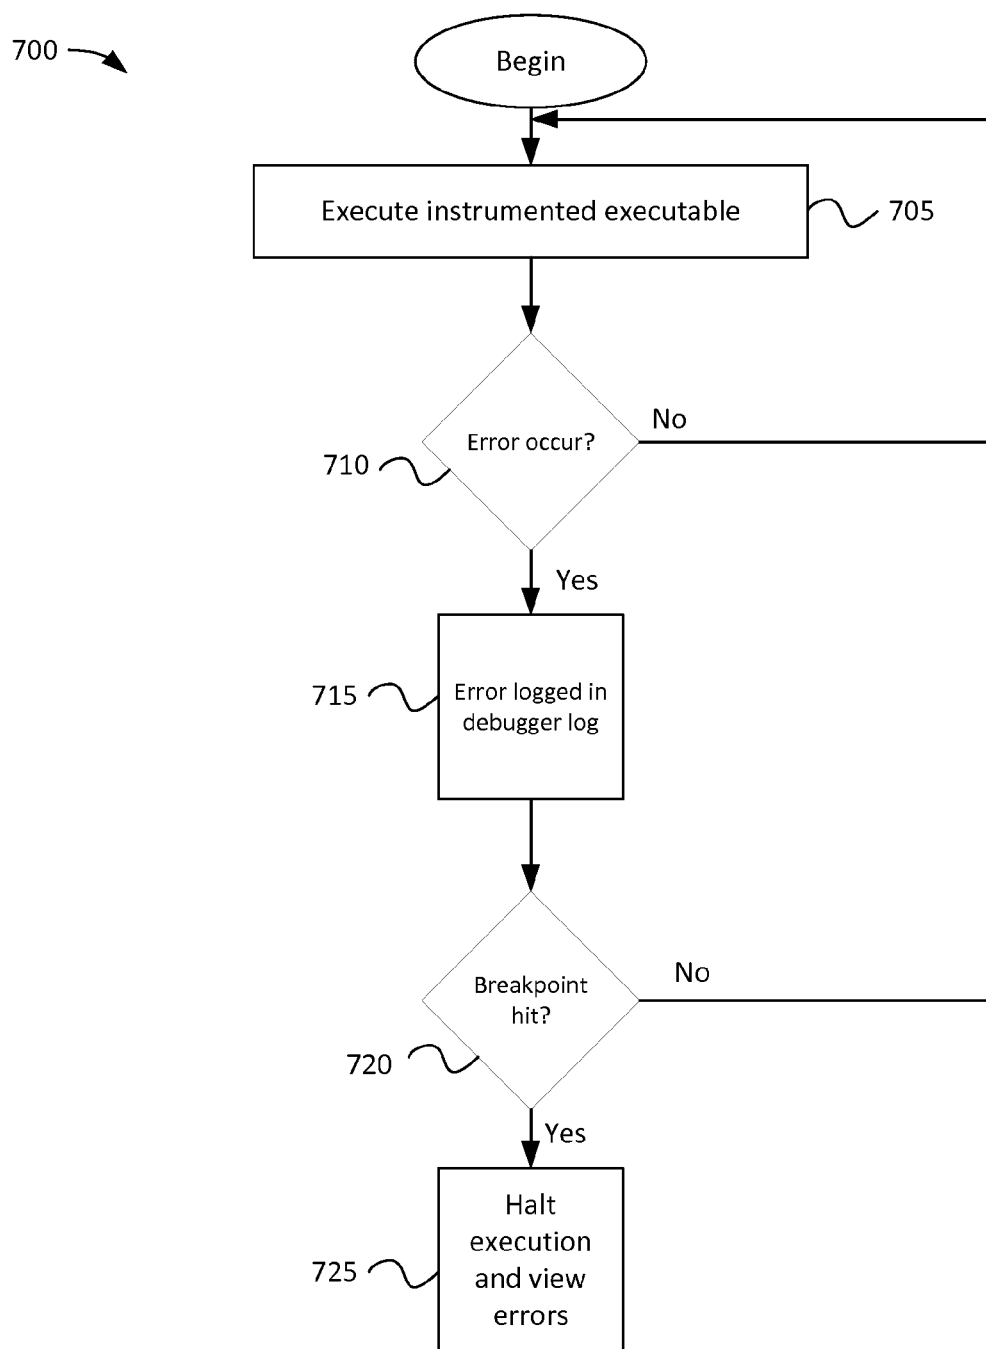 700
Begin
Execute instrumented executable
705
Error occur?
No
710
Yes
Error logged in
debugger log
715
Breakpoint
hit?
No
720
Yes
Halt
execution
and view
errors
725